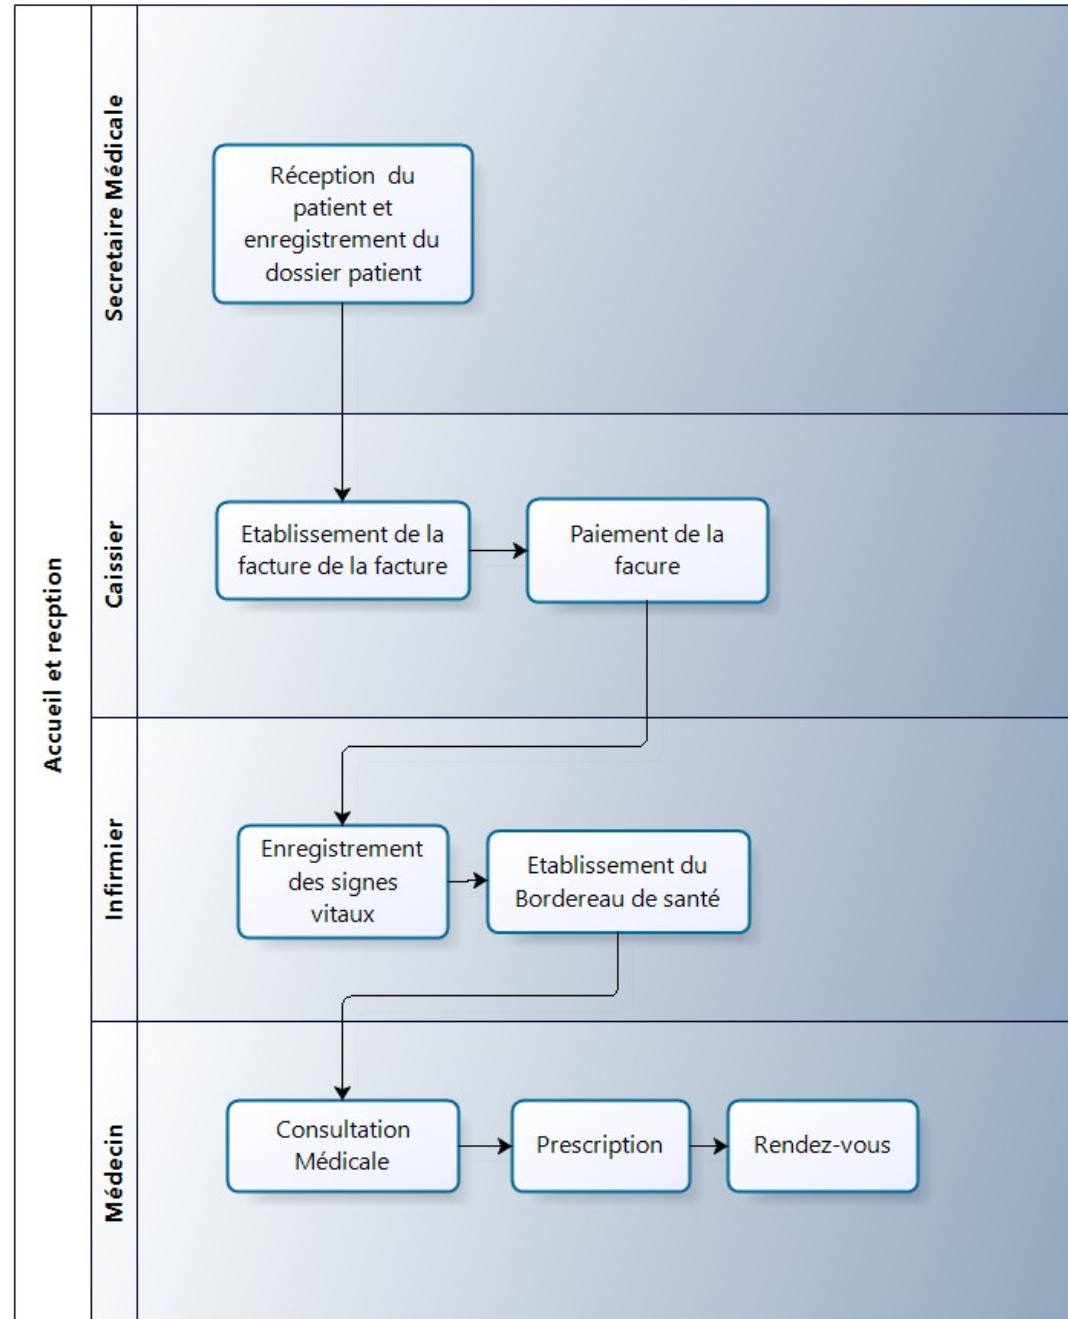 Accueil et recption
Secretaire Médicale
Réception  du
patient et
enregistrement du
dossier patient
Caissier
Etablissement de la
facture de la facture
Paiement de la
facure
Infirmier
Enregistrement
des signes
vitaux
Etablissement du
Bordereau de santé
Médecin
Consultation
Médicale
Prescription
Rendez-vous